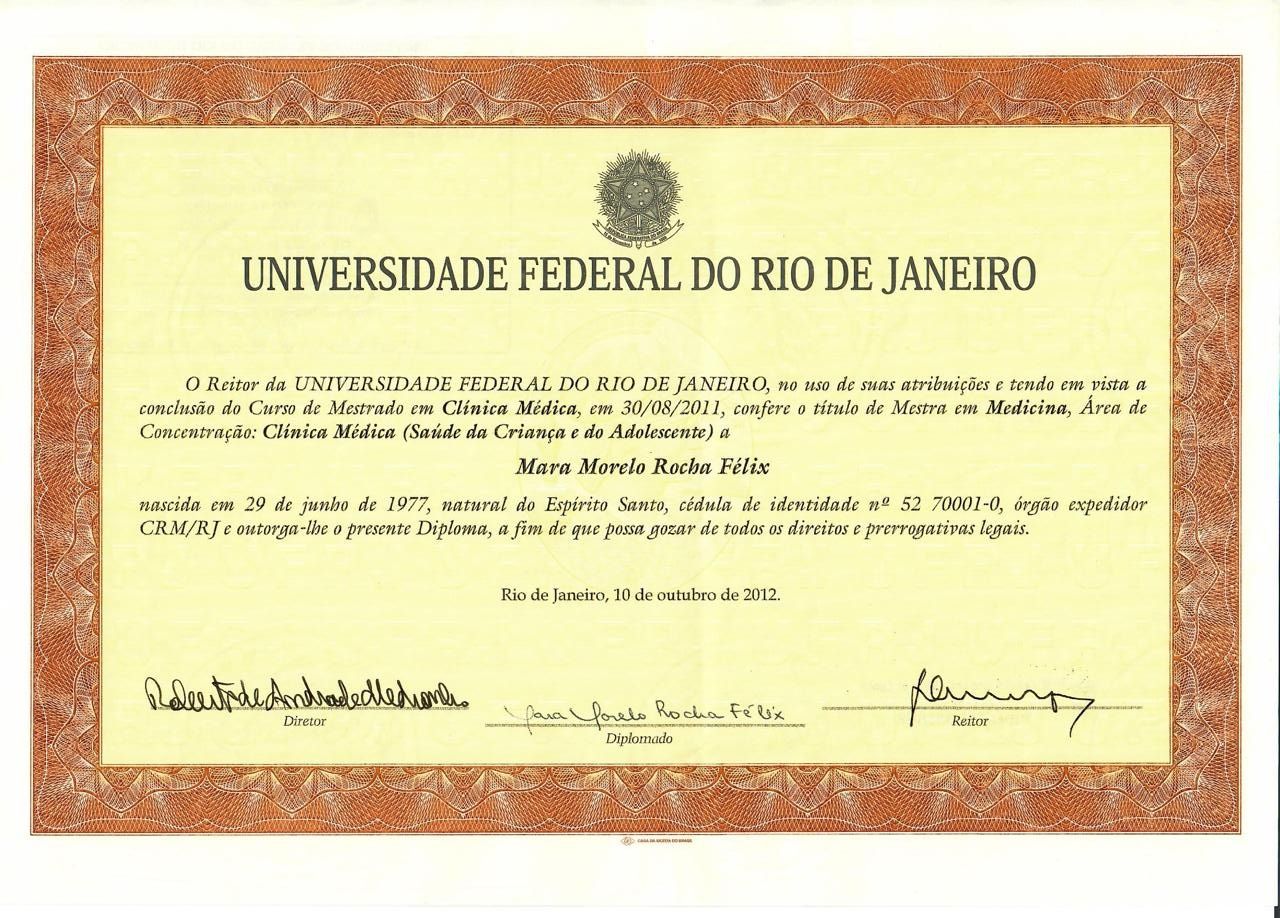 UNIVERSIDADE FEDERAL DO RIO DE JANEIRO
O Reitor da UNIVERSIDADE FEDERAL DO RIO DE JANEIRO, no uso de suas atribuições e tendo em vista a
conclusão do Curso de Mestrado em Clínica Médica, em 30/08/2011, confere o título de Mestra em Medicina, Área de
Concentração: Clínica Médica (Saúde da Criança e do Adolescente) a
Mara Morelo Rocha Félix
nascida em 29 de junho de 1977, natural do Espírito Santo, cédula de identidade nº 52 70001-0, órgão expedidor
CRM/RJ e outorga-lhe o presente Diploma, a fim de que possa gozar de todos os direitos e prerrogativas legais.
Rio de Janeiro, 10 de outubro de 2012.
Mara Morelo Rocha Félix
Diretor
Diplomado
Reitor
CASA DA MOEDA DO BRASIL